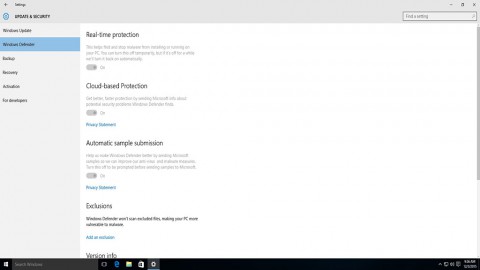 Settings
UPDATE & SECURITY
Find a setting
Windows Update
Windows Defender
Backup
Recovery
Activation
For developers
Real-time protection
This helps find and stop malware from installing or running on
your PC. You can turn this off temporarily, but if it's off for a while
we'll turn it back on automatically.
On
Cloud-based Protection
Get better, faster protection by sending Microsoft info about
potential security problems Windows Defender finds.
On
Privacy Statement
Automatic sample submission
Help us make Windows Defender better by sending Microsoft
samples so we can improve our anti-virus and malware measures.
Turn this off to be prompted before sending samples to Microsoft.
On
Privacy Statement
Exclusions
Windows Defender won't scan excluded files, making your PC more
vulnerable to malware.
Add an exclusion
Version info
Search Windows